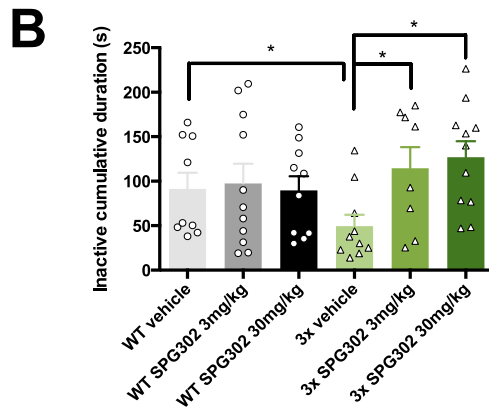 B
Inactive cumulative duration (s)
250
200
150
100
50
0
*
*
*
WT vehicle
WT SPG302 3mg/kg
WT SPG302 30mg/kg
3x vehicle
3x SPG302 3mg/kg
3x SPG302 30mg/kg